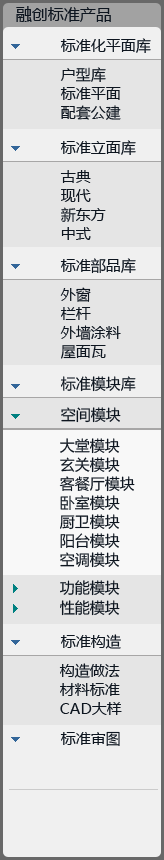 融创标准产品
标准化平面库
户型库
标准平面
配套公建
标准立面库
古典
现代
新东方
中式
标准部品库
外窗
栏杆
外墙涂料
屋面瓦
标准模块库
空间模块
大堂模块
玄关模块
客餐厅模块
卧室模块
厨卫模块
阳台模块
空调模块
功能模块
性能模块
标准构造
构造做法
材料标准
CAD大样
标准审图